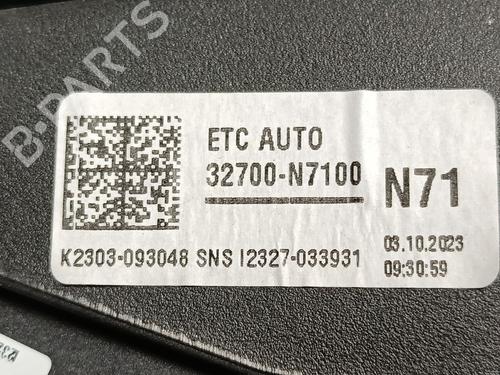 B-PARTS
ETC AUTO
32700-N7100
N71
K2303-093048 SNS I2327-033931
03.10.2023
09:30:59